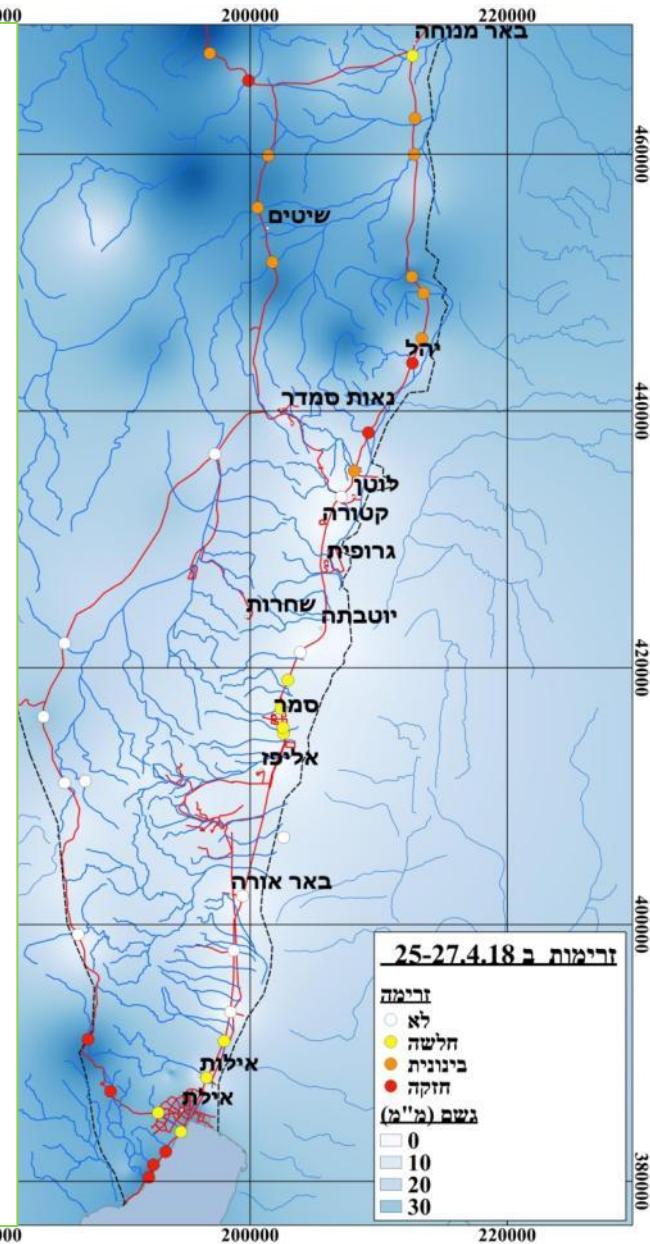 000
200000
220000
באר מנוחה
460000
שיטים
יהל
440000
נאות סמדר
לוטן
קטורה
גרופית
שחרות
יוטבתה
420000
סמר
אליפז
באר אורה
400000
זרימות ב 25-27.4.18
זרימה
לא
חלשה
בינונית
חזקה
גשם (מ"מ)
0
10
20
30
אילות
אילת
380000
000
200000
220000